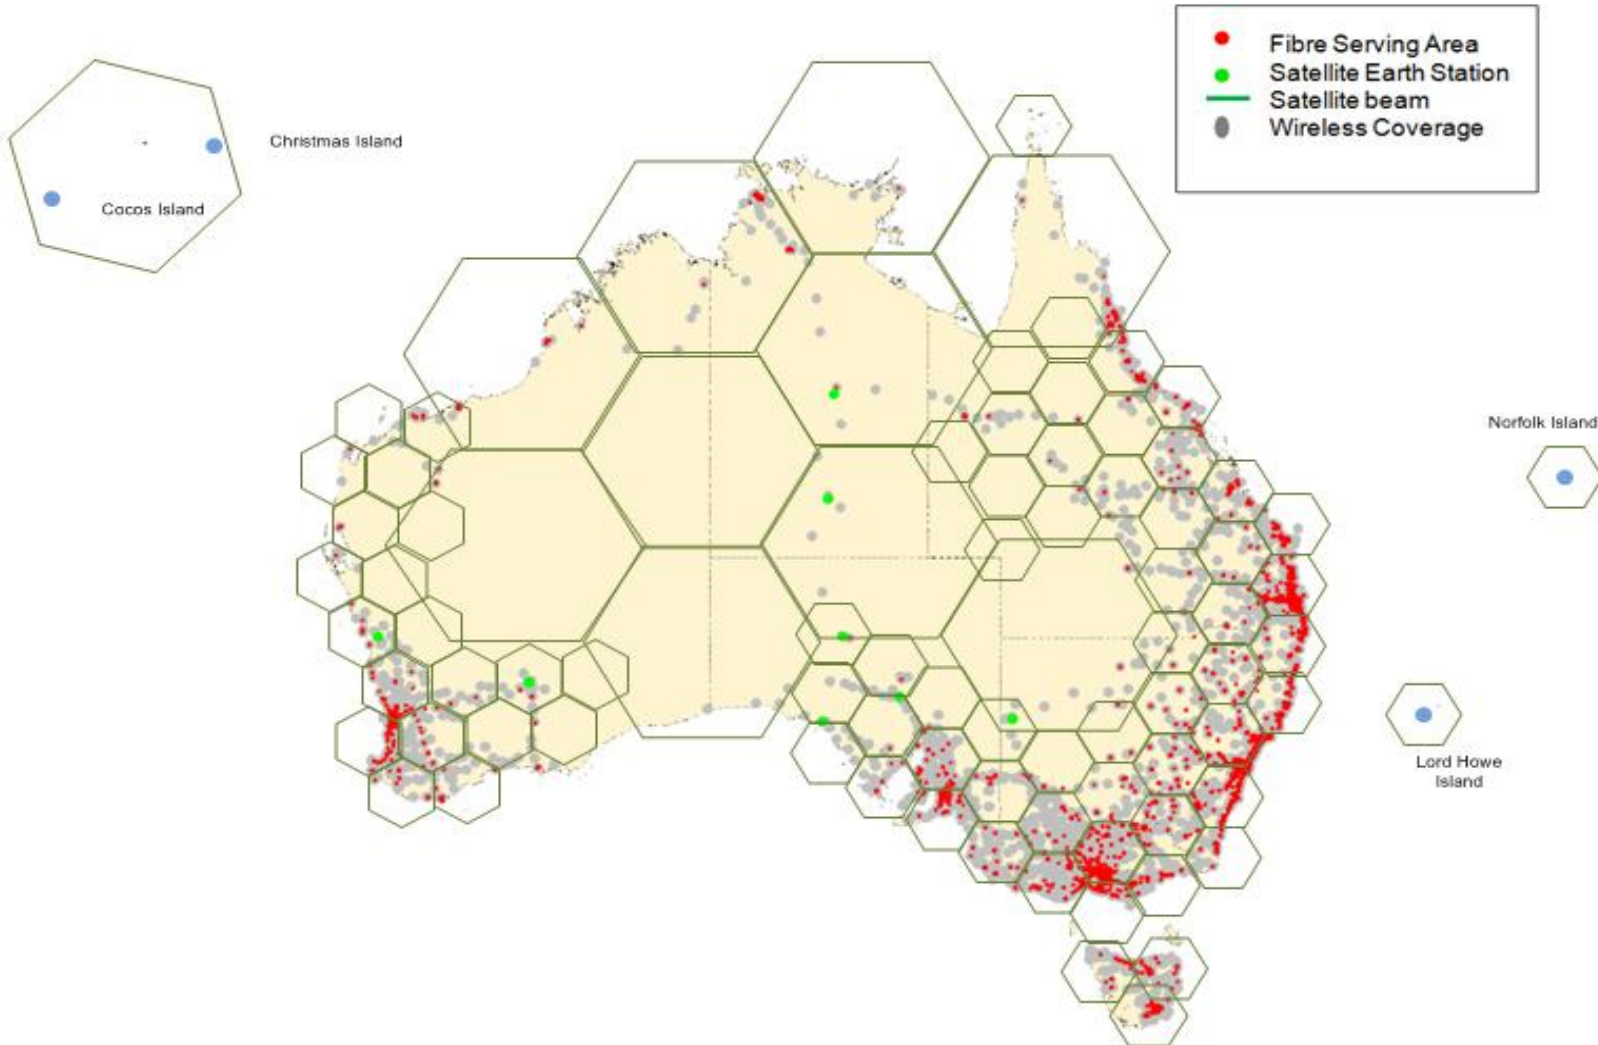 Fibre Serving Area
Satellite Earth Station
Satellite beam
Wireless Coverage
Christmas Island
Cocos Island
Norfolk Island
Lord Howe
Island